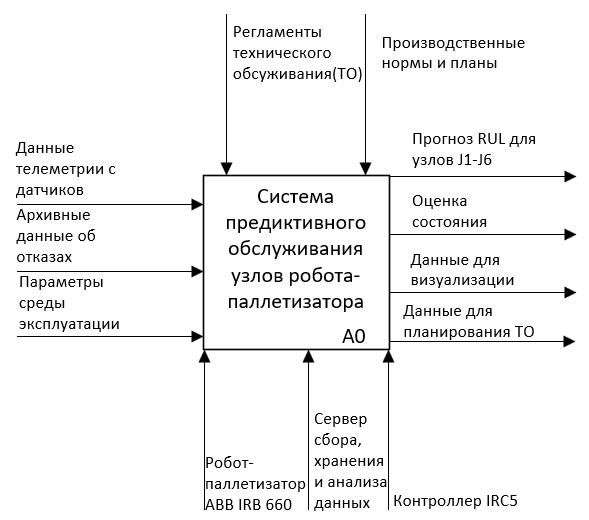 Регламенты
технического
обсуживания(ТО)
Производственные
нормы и планы
Данные
телеметрии с
датчиков
Архивные
данные об
отказах
Параметры
среды
эксплуатации
Система
предиктивного
обслуживания
узлов робота-
паллетизатора
A0
Прогноз RUL для
узлов J1-J6
Оценка
состояния
Данные для
визуализации
Данные для
планирования ТО
Робот-
паллетизатор
ABB IRB 660
Сервер
сбора,
хранения
и анализа
данных
Контроллер IRC5